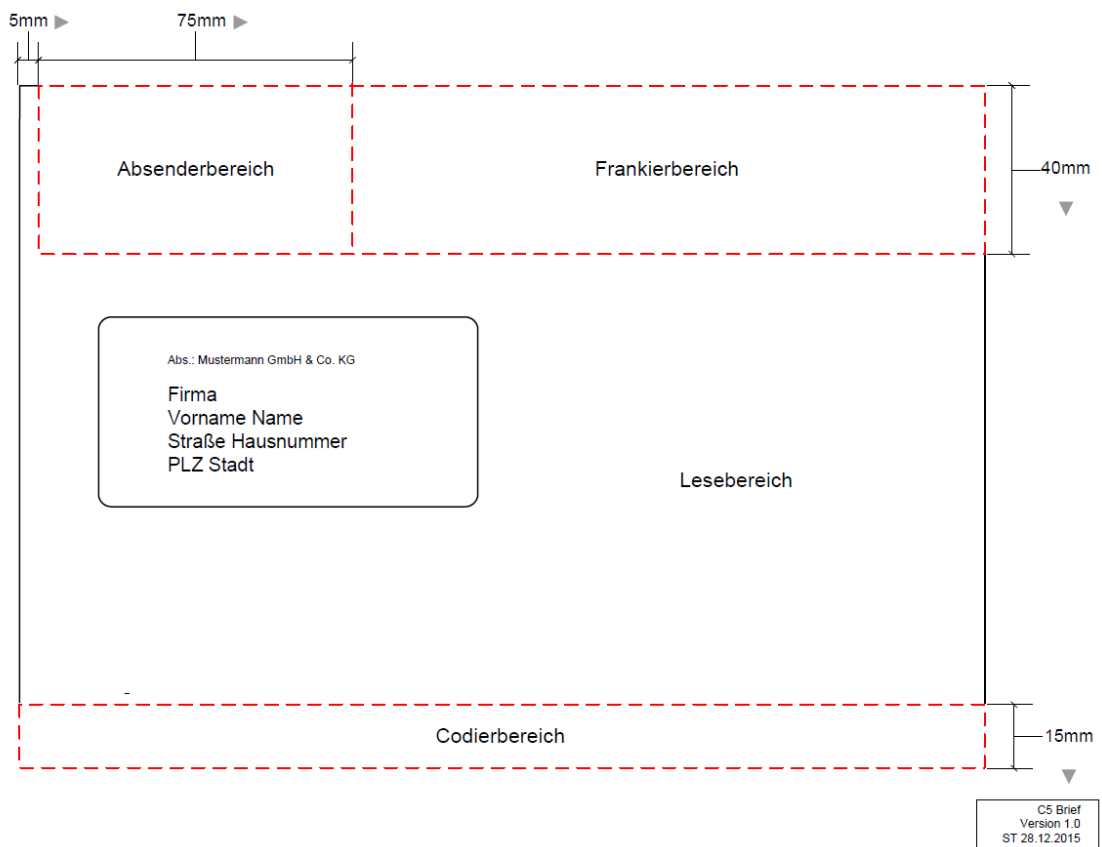 5mm
75mm
Absenderbereich
Frankierbereich
40mm
Abs.: Mustermann GmbH & Co. KG
Firma
Vorname Name
Straße Hausnummer
PLZ Stadt
Lesebereich
Codierbereich
15mm
C5 Brief
Version 1.0
ST 28.12.2015